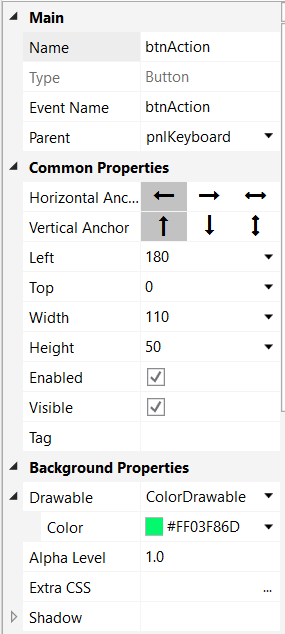 Main
Name btnAction
Type Button
Event Name btnAction
Parent pnlKeyboard
Common Properties
Horizontal Anc...
Vertical Anchor
Left 180
Top 0
Width 110
Height 50
Enabled
Visible
Tag
Background Properties
Drawable ColorDrawable
Color #FF03F86D
Alpha Level 1.0
Extra CSS ...
Shadow